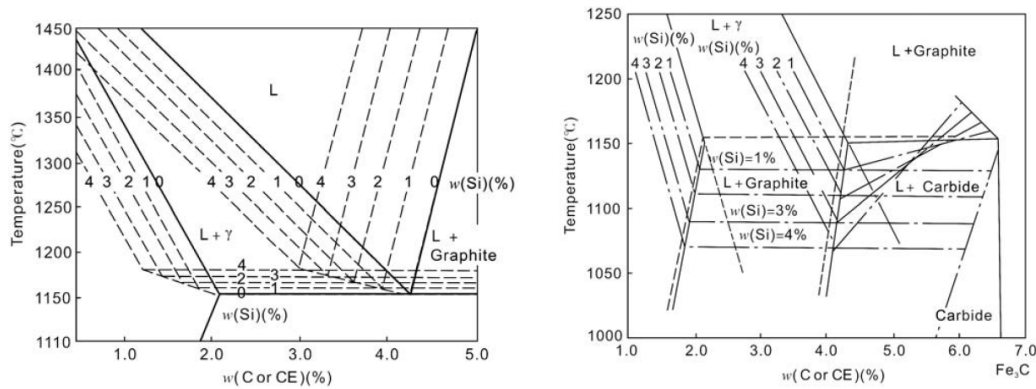 1450
1400
1350
1300
1250
1200
1150
1110
Temperature(℃)
L
4 3 2 1 0
4 3 2 1 0
4 3 2 1 0
w(Si)(%)
L+γ
L +
Graphite
4
3
2
1
0
w(Si)(%)
1.0 2.0 3.0 4.0 5.0
w(C or CE)(%)
1250
1200
1150
1100
1050
1000
Temperature(℃)
L+γ
w(Si)(%)
w(Si)(%)
4 3 2 1
4 3 2 1
L+Graphite
w(Si)=1%
L+Graphite
L+ Carbide
w(Si)=3%
w(Si)=4%
Carbide
1.0 2.0 3.0 4.0 5.0 6.0 7.0
w(C or CE)(%)
Fe₃C